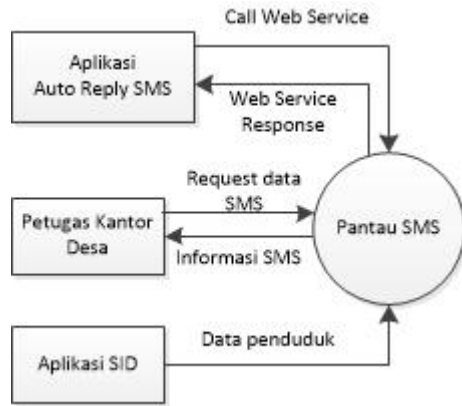 Call Web Service
Aplikasi
Auto Reply SMS
Web Service
Response
Request data
SMS
Petugas Kantor
Desa
Pantau SMS
Informasi SMS
Data penduduk
Aplikasi SID